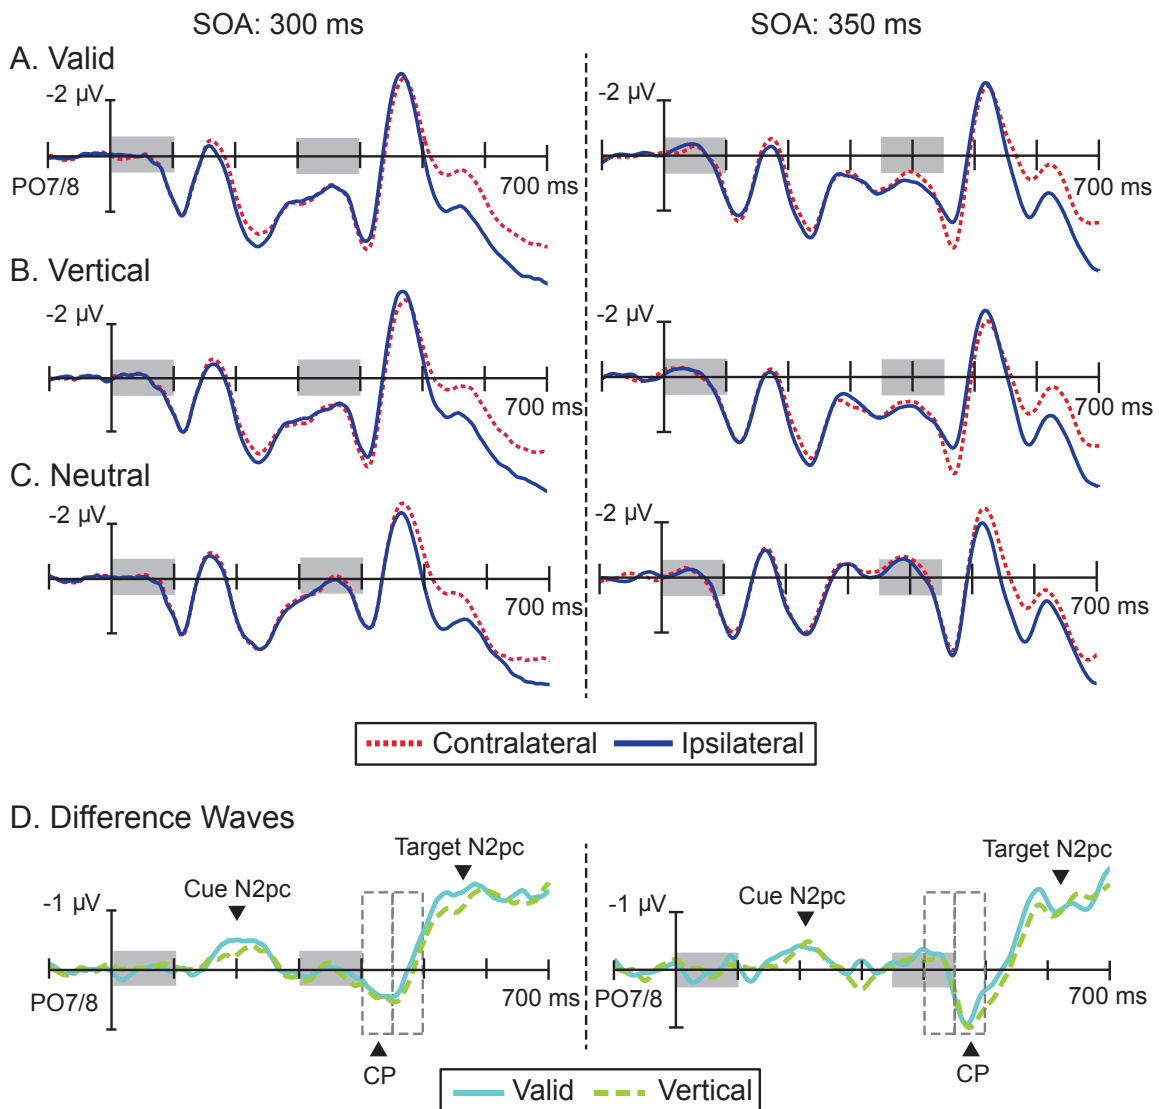 SOA: 300 ms
SOA: 350 ms
A. Valid
-2 µV
-2 µV
PO7/8
700 ms
700 ms
B. Vertical
-2 µV
-2 µV
700 ms
700 ms
C. Neutral
-2 µV
-2 µV
700 ms
700 ms
Contralateral Ipsilateral
D. Difference Waves
Cue N2pc
Target N2pc
Cue N2pc
Target N2pc
-1 µV
-1 µV
PO7/8
700 ms
PO7/8
700 ms
CP
CP
Valid Vertical